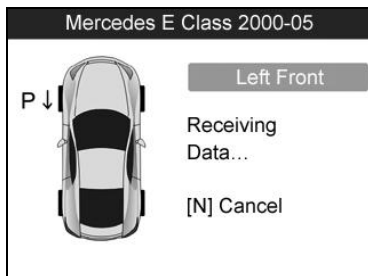 Mercedes E Class 2000-05
Left Front
P ↓
Receiving
Data...
[N] Cancel